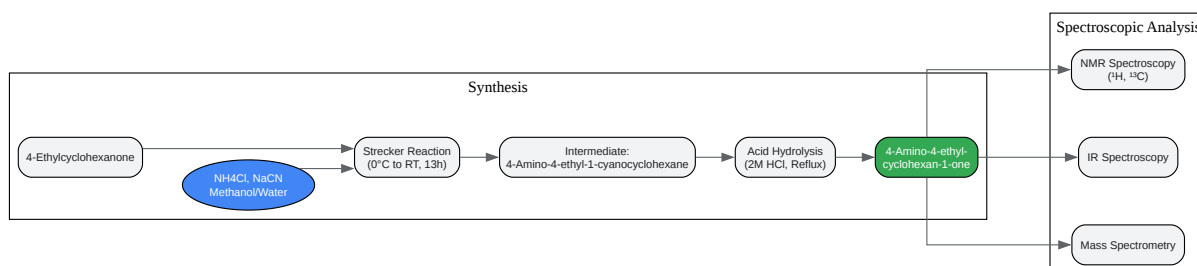 Spectroscopic Analysis
NMR Spectroscopy
(¹H, ¹³C)
Synthesis
4-Ethylcyclohexanone
NH4Cl, NaCN
Methanol/Water
Strecker Reaction
(0°C to RT, 13h)
Intermediate:
4-Amino-4-ethyl-1-cyanocyclohexane
Acid Hydrolysis
(2M HCl, Reflux)
4-Amino-4-ethyl-
cyclohexan-1-one
IR Spectroscopy
Mass Spectrometry